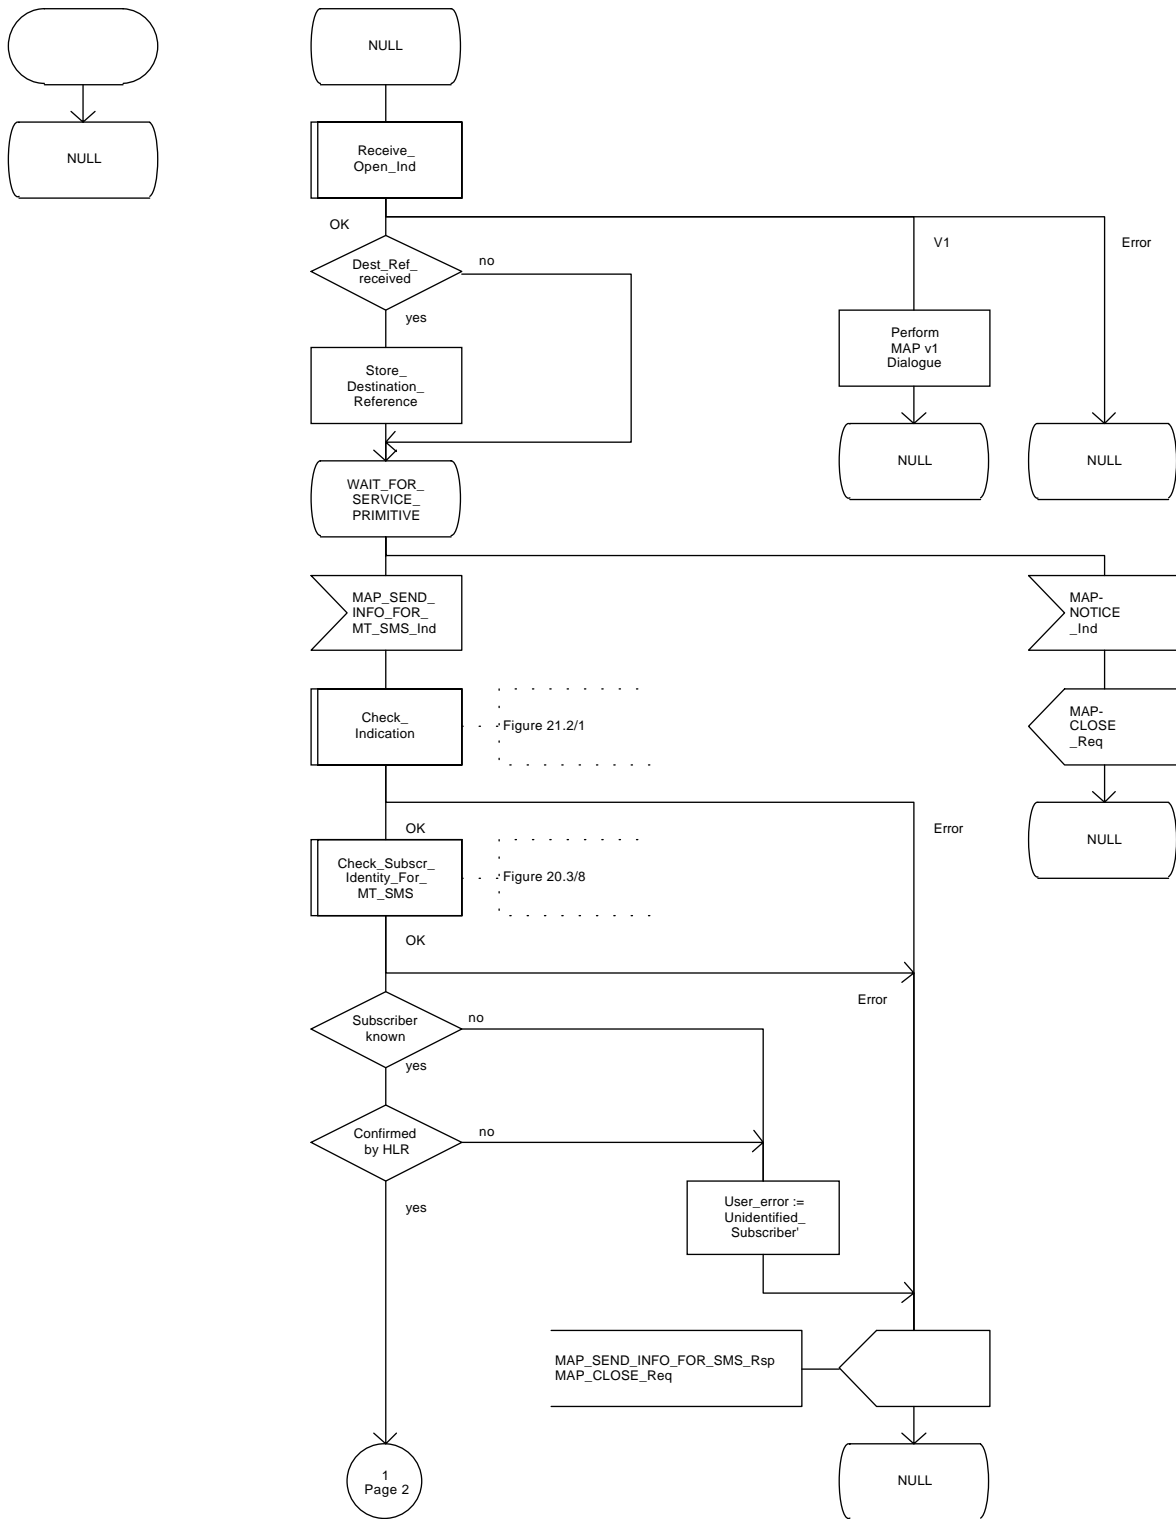 NULL
NULL
Receive_
Open_Ind
OK
V1
Error
Dest_Ref_
received
no
yes
Perform
MAP v1
Dialogue
Store_
Destination_
Reference
NULL
NULL
WAIT_FOR_
SERVICE_
PRIMITIVE
MAP_SEND_
INFO_FOR_
MT_SMS_Ind
MAP-
NOTICE
_Ind
Check_
Indication
Figure 21.2/1
MAP-
CLOSE
_Req
OK
Error
NULL
Check_Subscr_
Identity_For_
MT_SMS
Figure 20.3/8
OK
Error
Subscriber
known
no
yes
Confirmed
by HLR
no
yes
User_error :=
Unidentified_
Subscriber'
MAP_SEND_INFO_FOR_SMS_Rsp
MAP_CLOSE_Req
1
Page 2
NULL